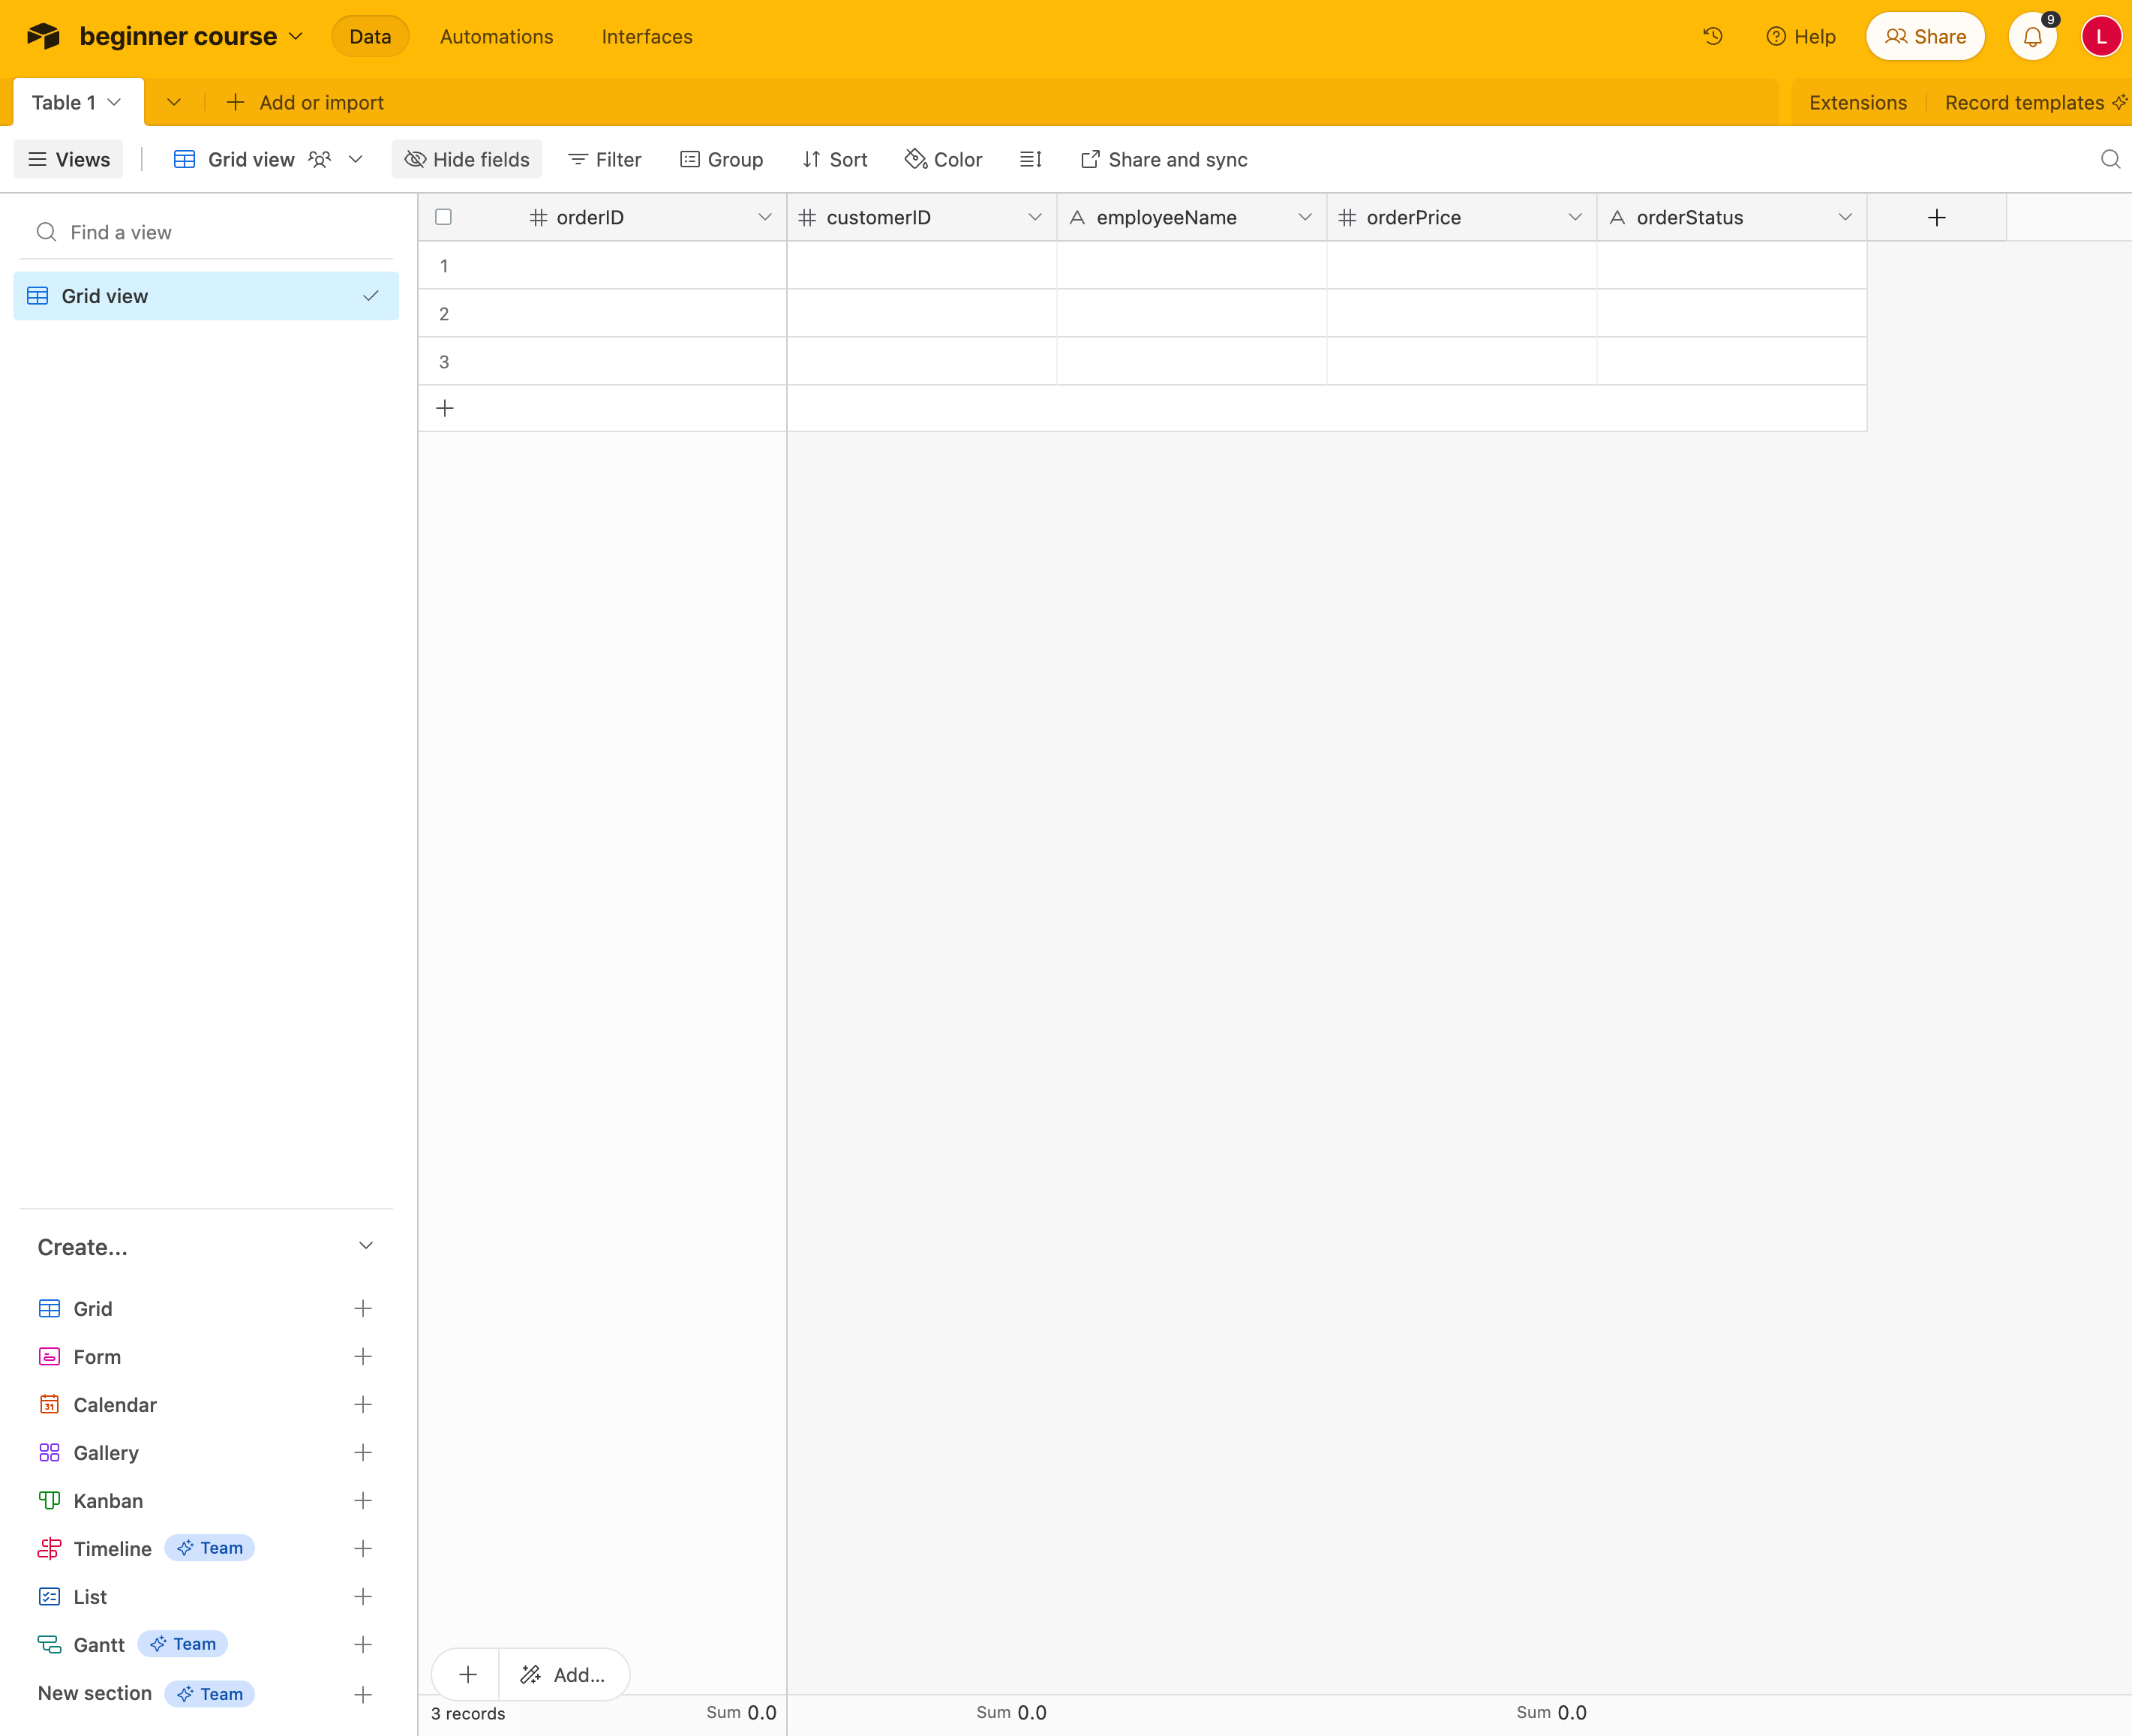 beginner course Data Automations Interfaces Help Share 9 L
Table 1 Add or import Extensions Record templates
Views Grid view Hide fields Filter Group Sort Color Share and sync
Find a view
Grid view
orderID customerID employeeName orderPrice orderStatus
1
2
3
Create...
Grid
Form
31 Calendar
Gallery
Kanban
Timeline Team
List
Gantt Team
New section Team
Add...
3 records Sum 0.0 Sum 0.0 Sum 0.0